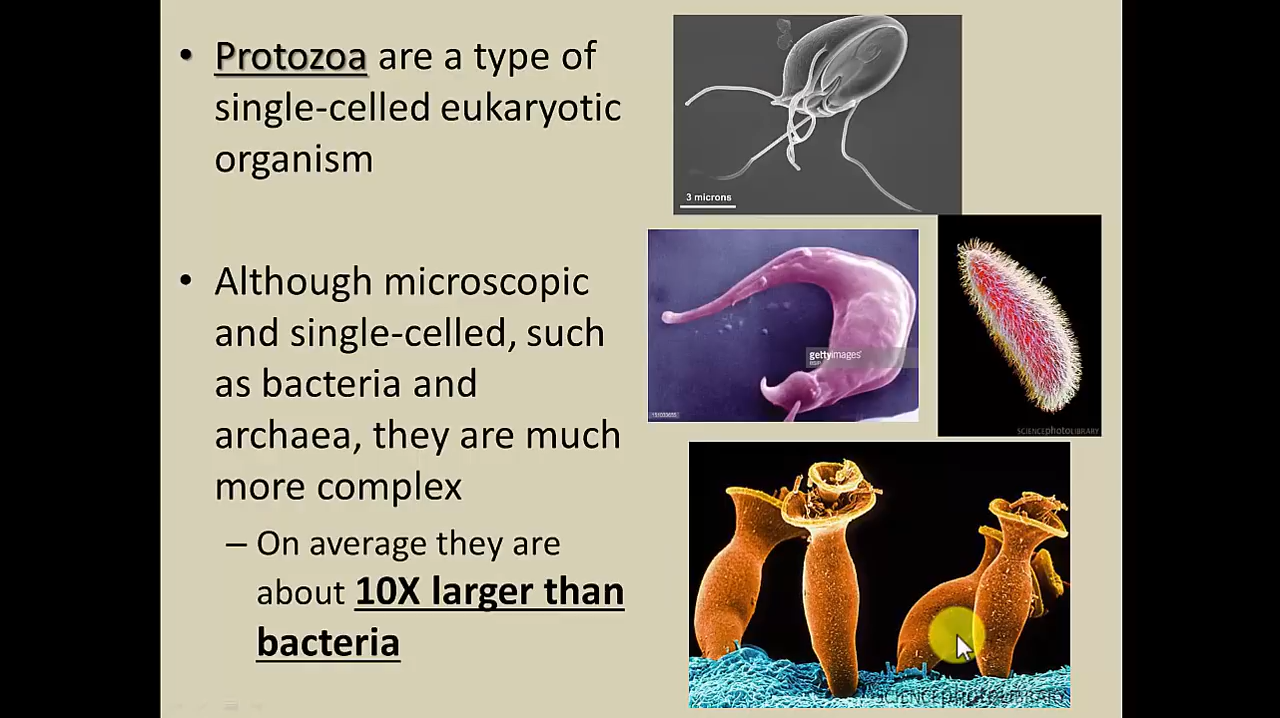 • Protozoa are a type of
single-celled eukaryotic
organism
• Although microscopic
and single-celled, such
as bacteria and
archaea, they are much
more complex
– On average they are
about 10X larger than
bacteria
3 microns
gettyimages
SCIENCEphotoLIBRARY
SCIENCEPHOTOLIBRARY